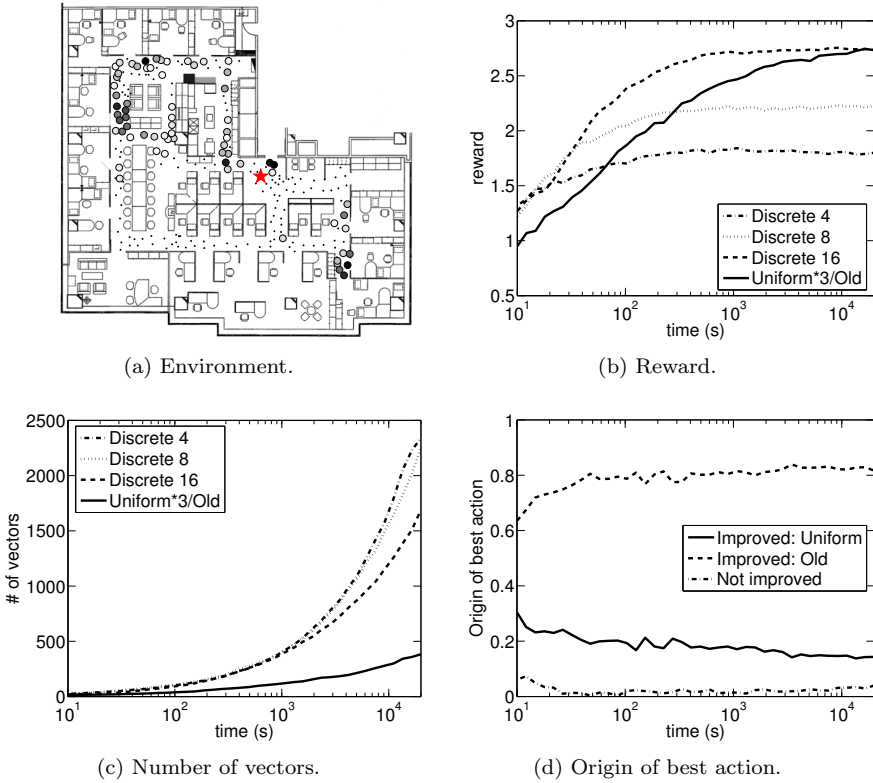 (a) Environment.
3
2.5
2
1.5
1
0.5
reward
10^1
10^2
10^3
10^4
time (s)
Discrete 4
Discrete 8
Discrete 16
Uniform*3/Old
(b) Reward.
2500
2000
1500
1000
500
0
# of vectors
10^1
10^2
10^3
10^4
time (s)
Discrete 4
Discrete 8
Discrete 16
Uniform*3/Old
(c) Number of vectors.
1
0.8
0.6
0.4
0.2
0
Origin of best action
10^1
10^2
10^3
10^4
time (s)
Improved: Uniform
Improved: Old
Not improved
(d) Origin of best action.